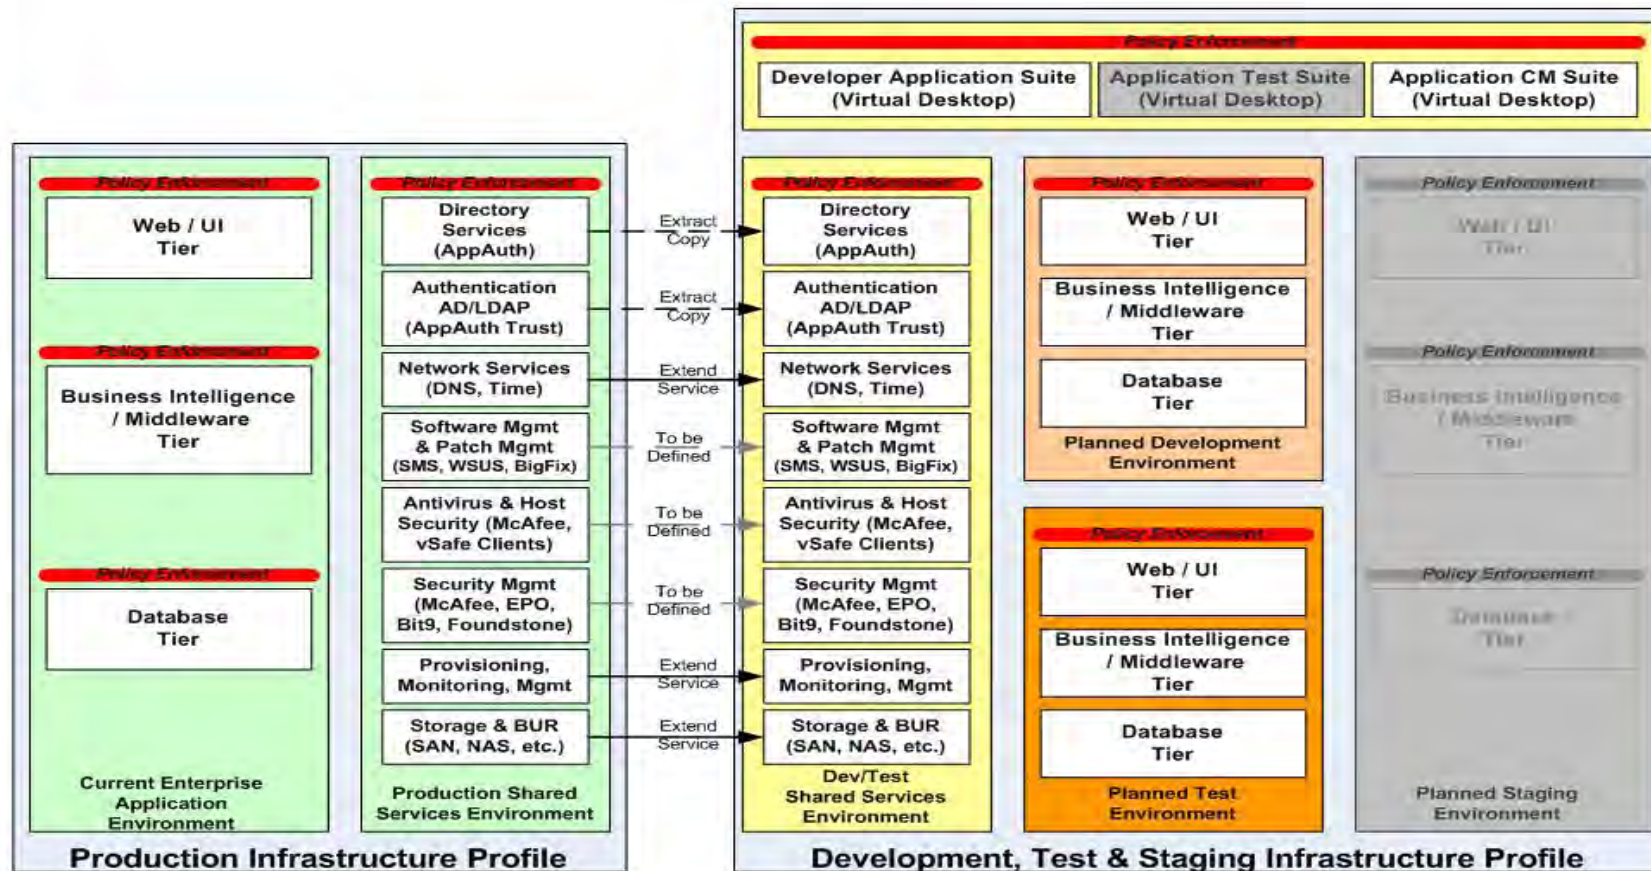 Policy Enforcement
Developer Application Suite
(Virtual Desktop)
Application Test Suite
(Virtual Desktop)
Application CM Suite
(Virtual Desktop)
Policy Enforcement
Web / UI
Tier
Policy Enforcement
Business Intelligence
/ Middleware
Tier
Policy Enforcement
Database
Tier
Current Enterprise
Application
Environment
Policy Enforcement
Directory
Services
(AppAuth)
Authentication
AD/LDAP
(AppAuth Trust)
Network Services
(DNS, Time)
Software Mgmt
& Patch Mgmt
(SMS, WSUS, BigFix)
Antivirus & Host
Security (McAfee,
vSafe Clients)
Security Mgmt
(McAfee, EPO,
Bit9, Foundstone)
Provisioning,
Monitoring, Mgmt
Storage & BUR
(SAN, NAS, etc.)
Production Shared
Services Environment
Production Infrastructure Profile
Extract
Copy
Extract
Copy
Extend
Service
To be
Defined
To be
Defined
To be
Defined
Extend
Service
Extend
Service
Policy Enforcement
Directory
Services
(AppAuth)
Authentication
AD/LDAP
(AppAuth Trust)
Network Services
(DNS, Time)
Software Mgmt
& Patch Mgmt
(SMS, WSUS, BigFix)
Antivirus & Host
Security (McAfee,
vSafe Clients)
Security Mgmt
(McAfee, EPO,
Bit9, Foundstone)
Provisioning,
Monitoring, Mgmt
Storage & BUR
(SAN, NAS, etc.)
Dev/Test
Shared Services
Environment
Policy Enforcement
Web / UI
Tier
Business Intelligence
/ Middleware
Tier
Database
Tier
Planned Development
Environment
Policy Enforcement
Web / UI
Tier
Business Intelligence
/ Middleware
Tier
Database
Tier
Planned Test
Environment
Policy Enforcement
Web / UI
Tier
Policy Enforcement
Business Intelligence
/ Middleware
Tier
Policy Enforcement
Database
Tier
Planned Staging
Environment
Development, Test & Staging Infrastructure Profile